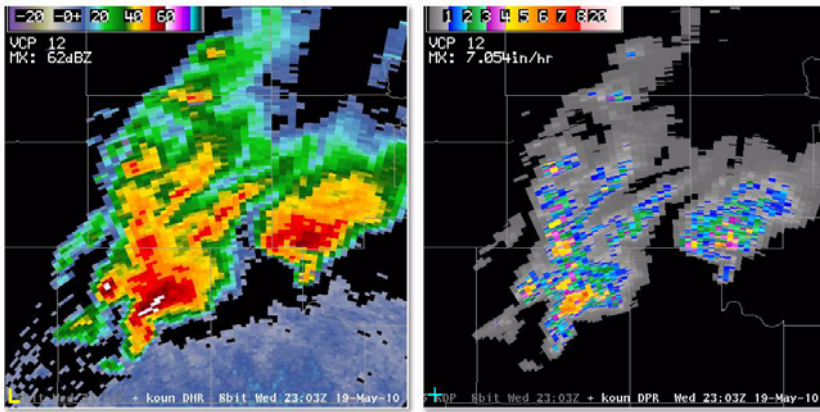 -20 -0+ 20 40 60
VCP 12
MX: 62dBZ
+ koun DHR 8bit Wed 23:03Z 19-May-10
1 2 3 4 5 6 7 8 20
VCP 12
MX: 7.054in/hr
+ koun DPR Wed 23:03Z 19-May-10